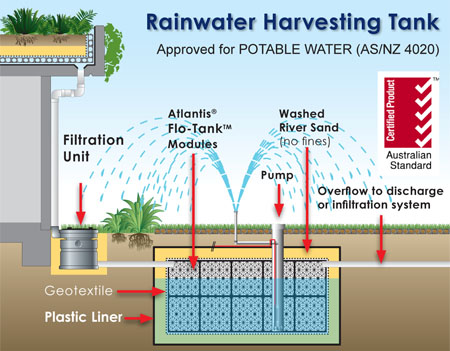 Rainwater Harvesting Tank
Approved for POTABLE WATER (AS/NZ 4020)
Certified Product
TM
Australian
Standard
Atlantis®
Flo-Tank™
Modules
Washed
River Sand
(no fines)
Filtration
Unit
Pump
Overflow to discharge
or infiltration system
Geotextile
Plastic Liner